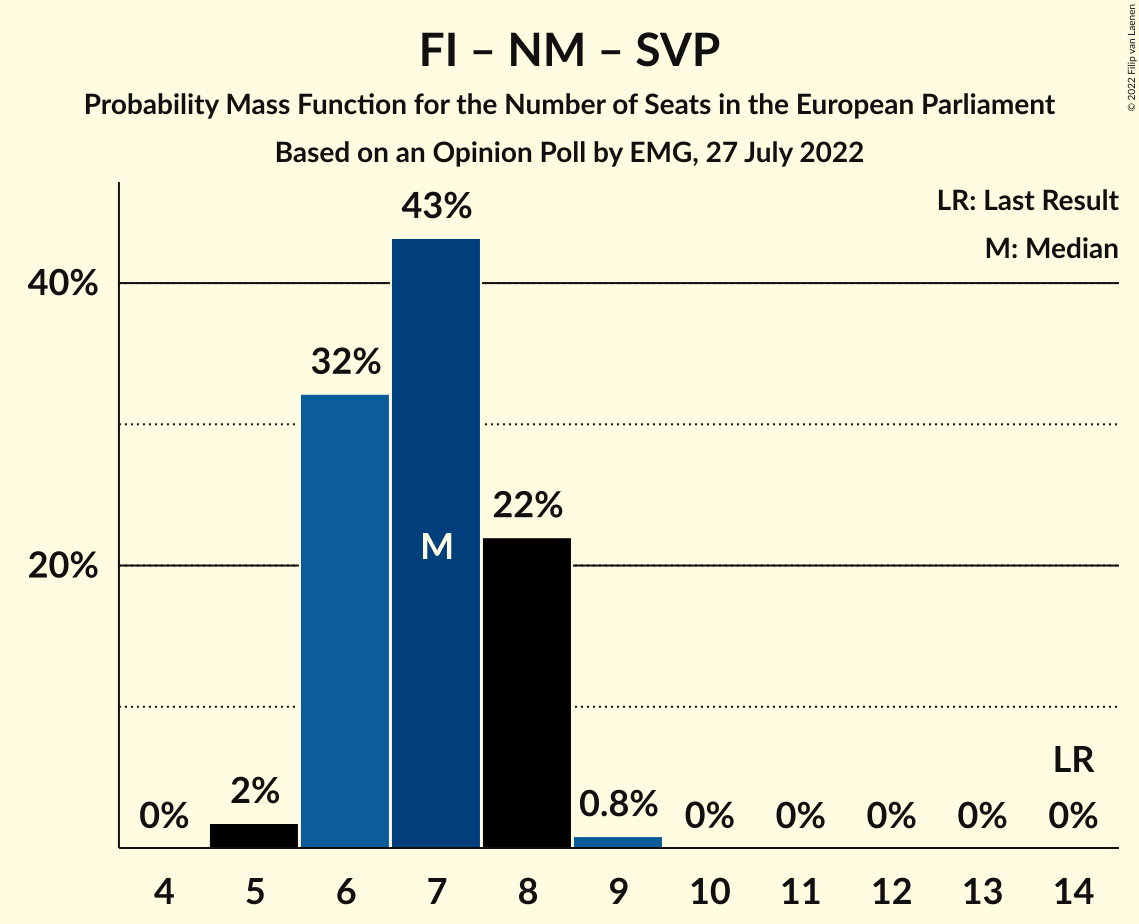 FI – NM – SVP
Probability Mass Function for the Number of Seats in the European Parliament
Based on an Opinion Poll by EMG, 27 July 2022
© 2022 Filip van Laenen
LR: Last Result
M: Median
43%
40%
32%
22%
M
20%
LR
0%
2%
0.8%
0%
0%
0%
0%
0%
4 5 6 7 8 9 10 11 12 13 14